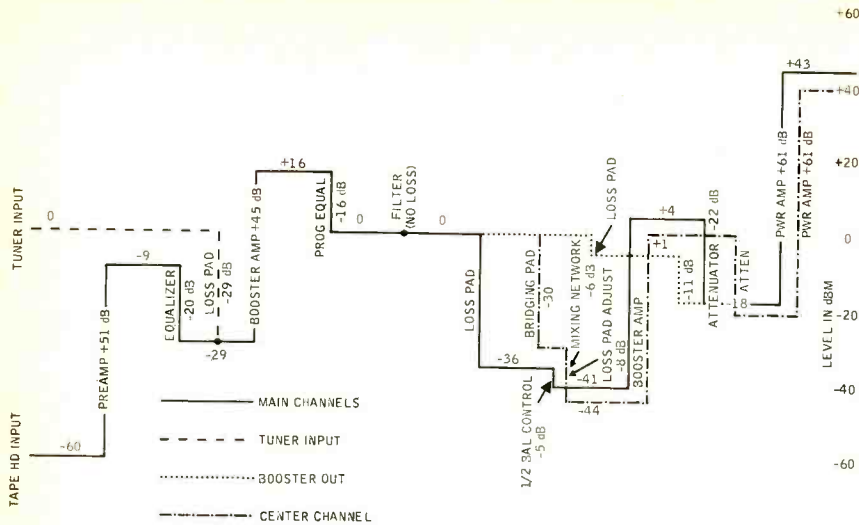 +60
+43
+40
PWR AMP +61 dB
PWR AMP +61 dB
+20
TUNER INPUT
0
+16
BOOSTER AMP +45 dB
PROG EQUAL
-16 dB
0
FILTER
(NO LOSS)
0
LOSS PAD
+4
-22 dB
+1
ATTENUATOR
ATTEN
0
-9
PREAMP +51 dB
EQUALIZER
-20 dB
LOSS PAD
-29 dB
-29
LOSS PAD
BRIDGING PAD
-30
MIXING NETWORK
-6 dB
LOSS PAD ADJUST
-8 dB
BOOSTER AMP
-11 dB
-18
-20
LEVEL IN dBM
-36
-41
-44
-40
1/2 BAL CONTROL
-5 dB
TAPE HD INPUT
-60
-60
MAIN CHANNELS
TUNER INPUT
BOOSTER OUT
CENTER CHANNEL